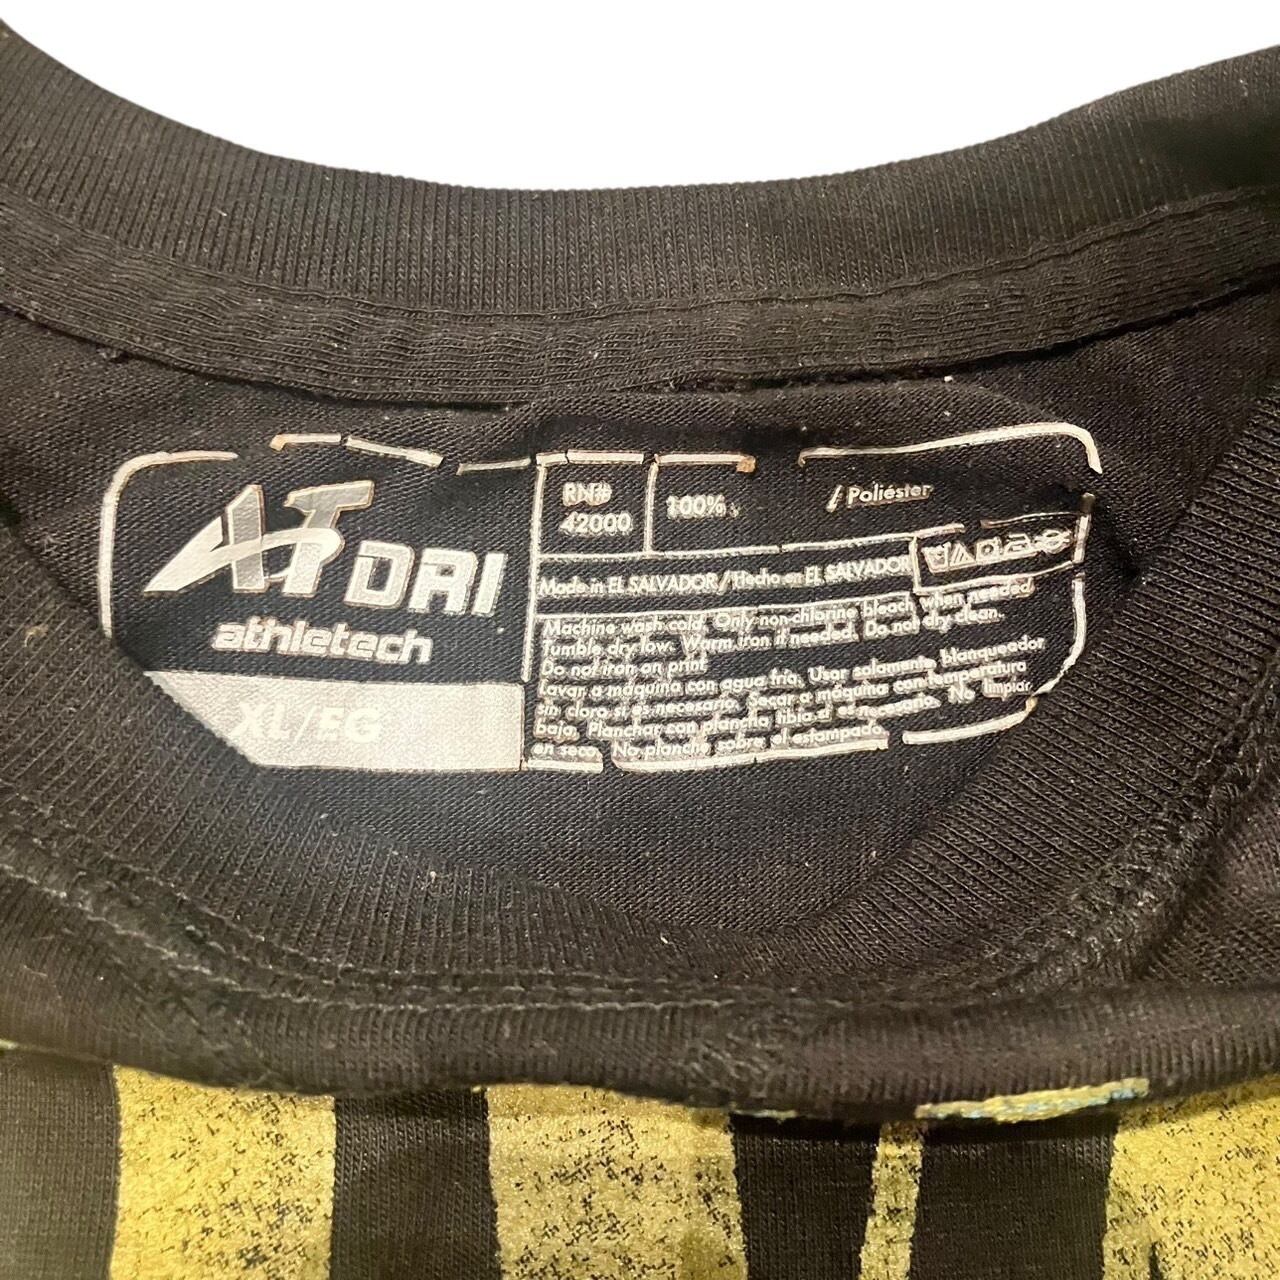 AT DRI
athletech
XL/EG
RN#
42000
100%
/ Poliéster
Made in EL SALVADOR/Hecho en EL SALVADOR
Machine wash cold. Only non-chlorine bleach when needed
Tumble dry low. Warm iron if needed. Do not dry clean.
Do not iron on print
Lavar a máquina con agua fría. Usar solamente blanqueador
sin cloro si es necesario. Secar a máquina con temperatura
baja. Planchar con plancha tibia si es necesario. No limpiar
en seco. No planche sobre el estampado